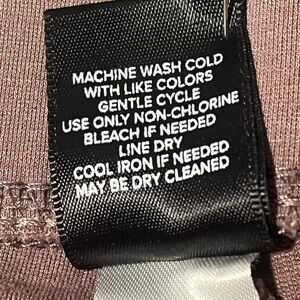 MACHINE WASH COLD
WITH LIKE COLORS
GENTLE CYCLE
USE ONLY NON-CHLORINE
BLEACH IF NEEDED
LINE DRY
COOL IRON IF NEEDED
MAY BE DRY CLEANED